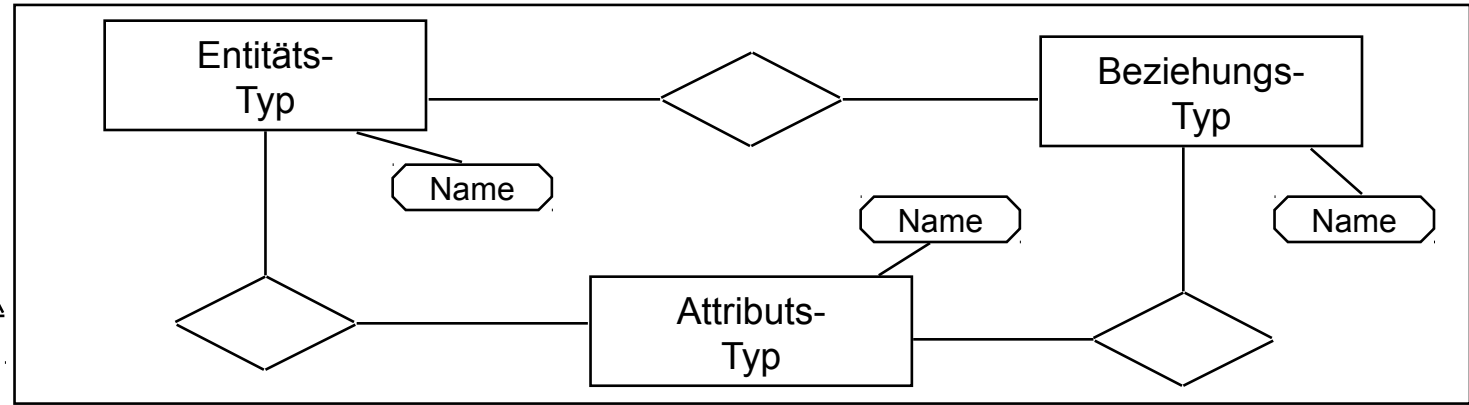 Entitäts-
Typ
Beziehungs-
Typ
Name
Name
Name
Attributs-
Typ